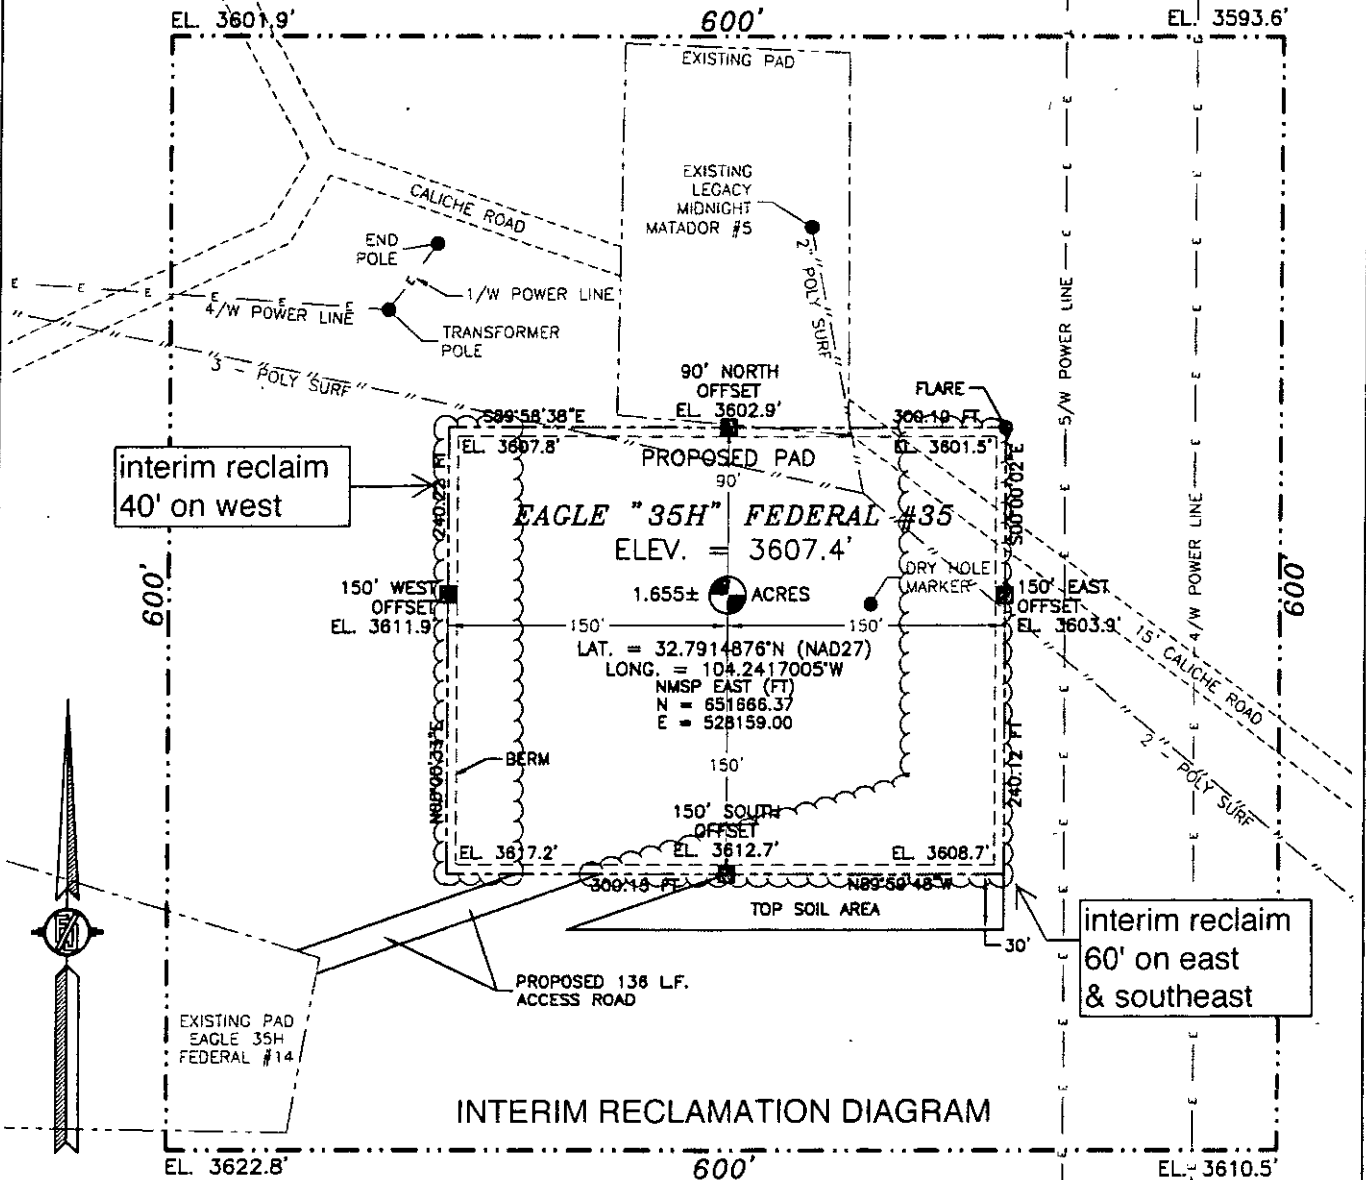 EL. 3601.9'
600'
EL. 3593.6'
EXISTING PAD
EXISTING
LEGACY
MIDNIGHT
MATADOR #5
CALICHE ROAD
END
POLE
1/W POWER LINE
4/W POWER LINE
TRANSFORMER
POLE
3 - POLY SURF
2" POLY SURF
5/W POWER LINE
4/W POWER LINE
90' NORTH
OFFSET
EL. 3602.9'
FLARE
S89°58'38"E
300.19 FT
EL. 3607.8'
EL. 3601.5'
PROPOSED PAD
90'
interim reclaim
40' on west
240.23 FT
S00°00'02"E
EAGLE "35H" FEDERAL #35
ELEV. = 3607.4'
DRY HOLE
MARKER
1.655± ACRES
600'
150' WEST
OFFSET
EL. 3611.9'
150' EAST
OFFSET
EL. 3603.9'
600'
150'
150'
15' CALICHE ROAD
LAT. = 32.7914876°N (NAD27)
LONG. = 104.2417005°W
NMSP EAST (FT)
N = 651666.37
E = 528159.00
BERM
150'
240.12 FT
2 - POLY SURF
150' SOUTH
OFFSET
EL. 3612.7'
EL. 3617.2'
EL. 3608.7'
300.15 FT
N89°59'48"W
TOP SOIL AREA
30'
interim reclaim
60' on east
& southeast
PROPOSED 136 L.F.
ACCESS ROAD
EXISTING PAD
EAGLE 35H
FEDERAL #14
INTERIM RECLAMATION DIAGRAM
EL. 3622.8'
600'
EL. 3610.5'